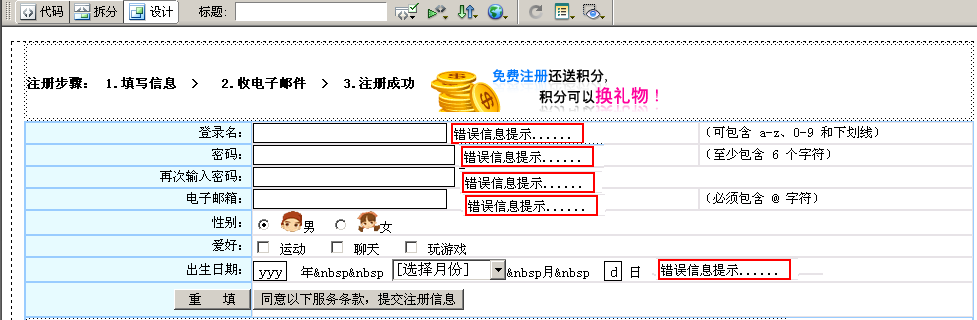 代码 拆分 设计 标题:
注册步骤: 1.填写信息 > 2.收电子邮件 > 3.注册成功
免费注册还送积分,
积分可以换礼物！
登录名: 错误信息提示...... (可包含 a-z、0-9 和下划线)
密码: 错误信息提示...... (至少包含 6 个字符)
再次输入密码: 错误信息提示......
电子邮箱: 错误信息提示...... (必须包含 @ 字符)
性别: 男 女
爱好: 运动 聊天 玩游戏
出生日期: yyy 年&nbsp&nbsp [选择月份] &nbsp月&nbsp d 日 错误信息提示......
重 填 同意以下服务条款，提交注册信息